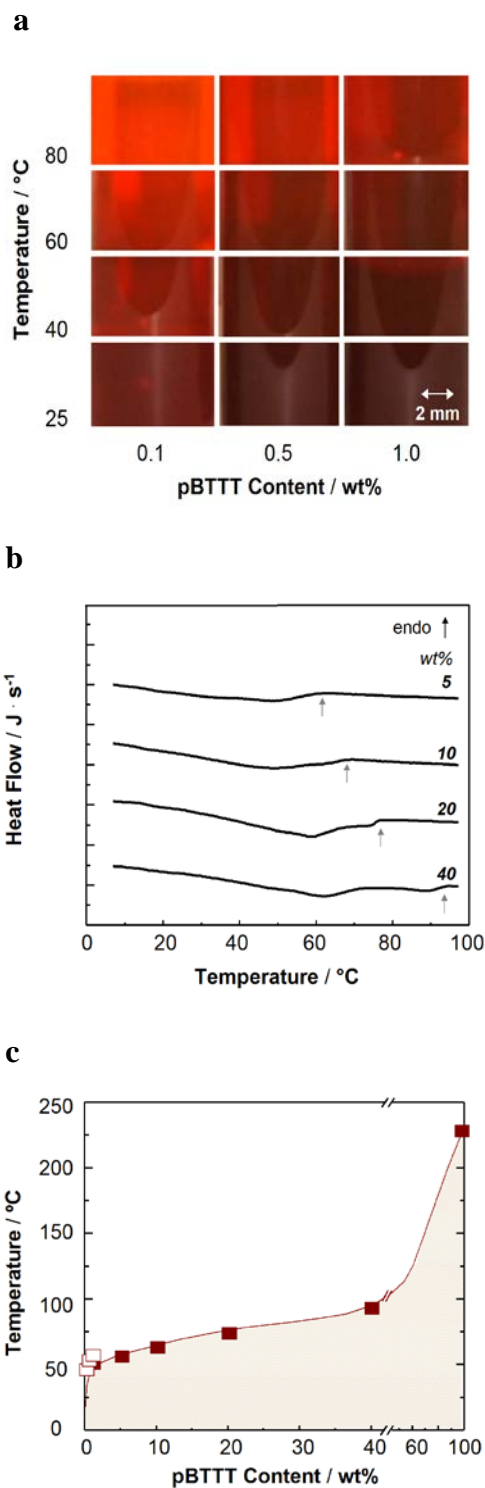 a
Temperature / °C
80
60
40
25
2 mm
0.1 0.5 1.0
pBTTT Content / wt%
b
Heat Flow / J · s⁻¹
endo ↑
wt%
5
10
20
40
0 20 40 60 80 100
Temperature / °C
c
Temperature / °C
250
200
150
100
50
0
0 10 20 30 40 60 100
pBTTT Content / wt%